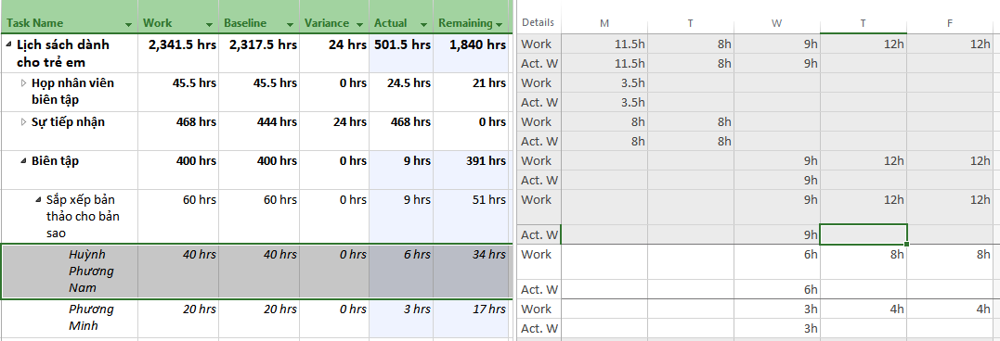 Task Name Work Baseline Variance Actual Remaining Details M T W T F
Lịch sách dành 2,341.5 hrs 2,317.5 hrs 24 hrs 501.5 hrs 1,840 hrs Work 11.5h 8h 9h 12h 12h
cho trẻ em Act. W 11.5h 8h 9h
Họp nhân viên 45.5 hrs 45.5 hrs 0 hrs 24.5 hrs 21 hrs Work 3.5h
biên tập Act. W 3.5h
Sự tiếp nhận 468 hrs 444 hrs 24 hrs 468 hrs 0 hrs Work 8h 8h
Act. W 8h 8h
Biên tập 400 hrs 400 hrs 0 hrs 9 hrs 391 hrs Work 9h 12h 12h
Act. W 9h
Sắp xếp bản 60 hrs 60 hrs 0 hrs 9 hrs 51 hrs Work 9h 12h 12h
thảo cho bản
sao Act. W 9h
Huỳnh 40 hrs 40 hrs 0 hrs 6 hrs 34 hrs Work 6h 8h 8h
Phương
Nam Act. W 6h
Phương 20 hrs 20 hrs 0 hrs 3 hrs 17 hrs Work 3h 4h 4h
Minh Act. W 3h